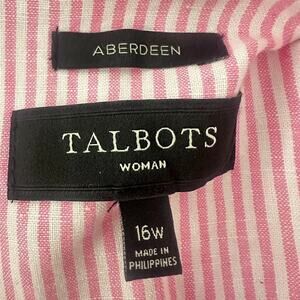 ABERDEEN
TALBOTS
WOMAN
16W
MADE IN
PHILIPPINES